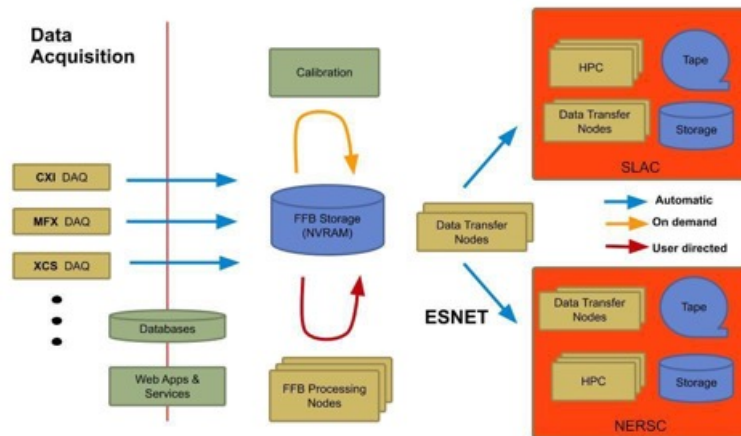 Data
Acquisition
Calibration
CXI DAQ
MFX DAQ
XCS DAQ
Databases
Web Apps &
Services
FFB Storage
(NVRAM)
FFB Processing
Nodes
Data Transfer
Nodes
ESNET
HPC
Tape
Data Transfer
Nodes
Storage
SLAC
Automatic
On demand
User directed
Data Transfer
Nodes
Tape
HPC
Storage
NERSC